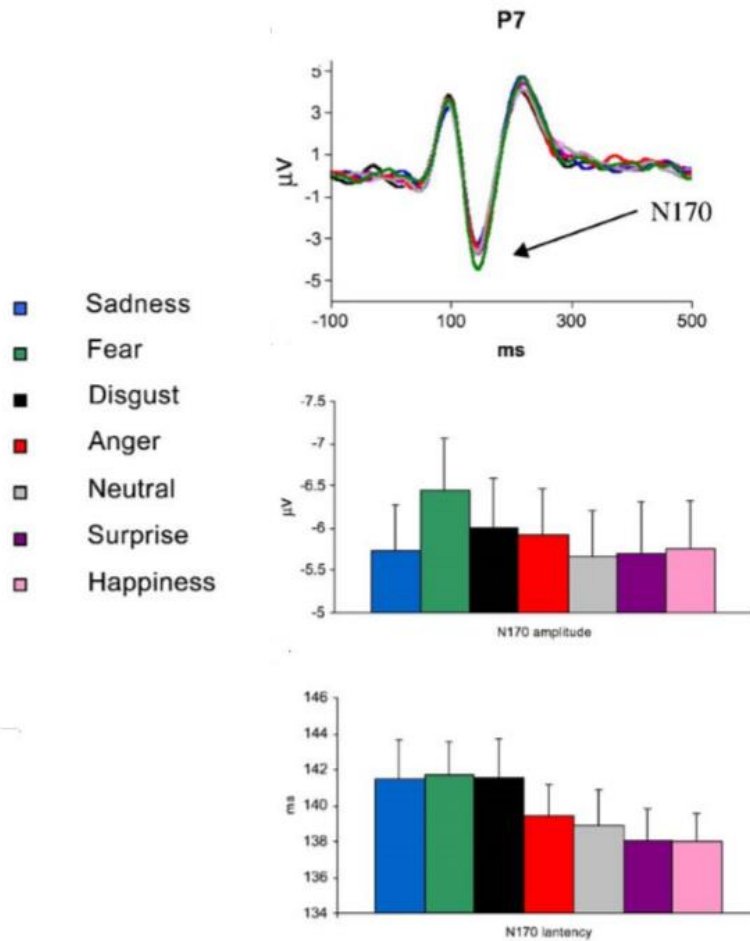 P7
5
3
1
-1
-3
-5
μV
N170
-100
100
300
500
ms
Sadness
Fear
Disgust
Anger
Neutral
Surprise
Happiness
-7.5
-7
-6.5
-6
-5.5
-5
μV
N170 amplitude
146
144
142
140
138
136
134
ms
N170 lantency